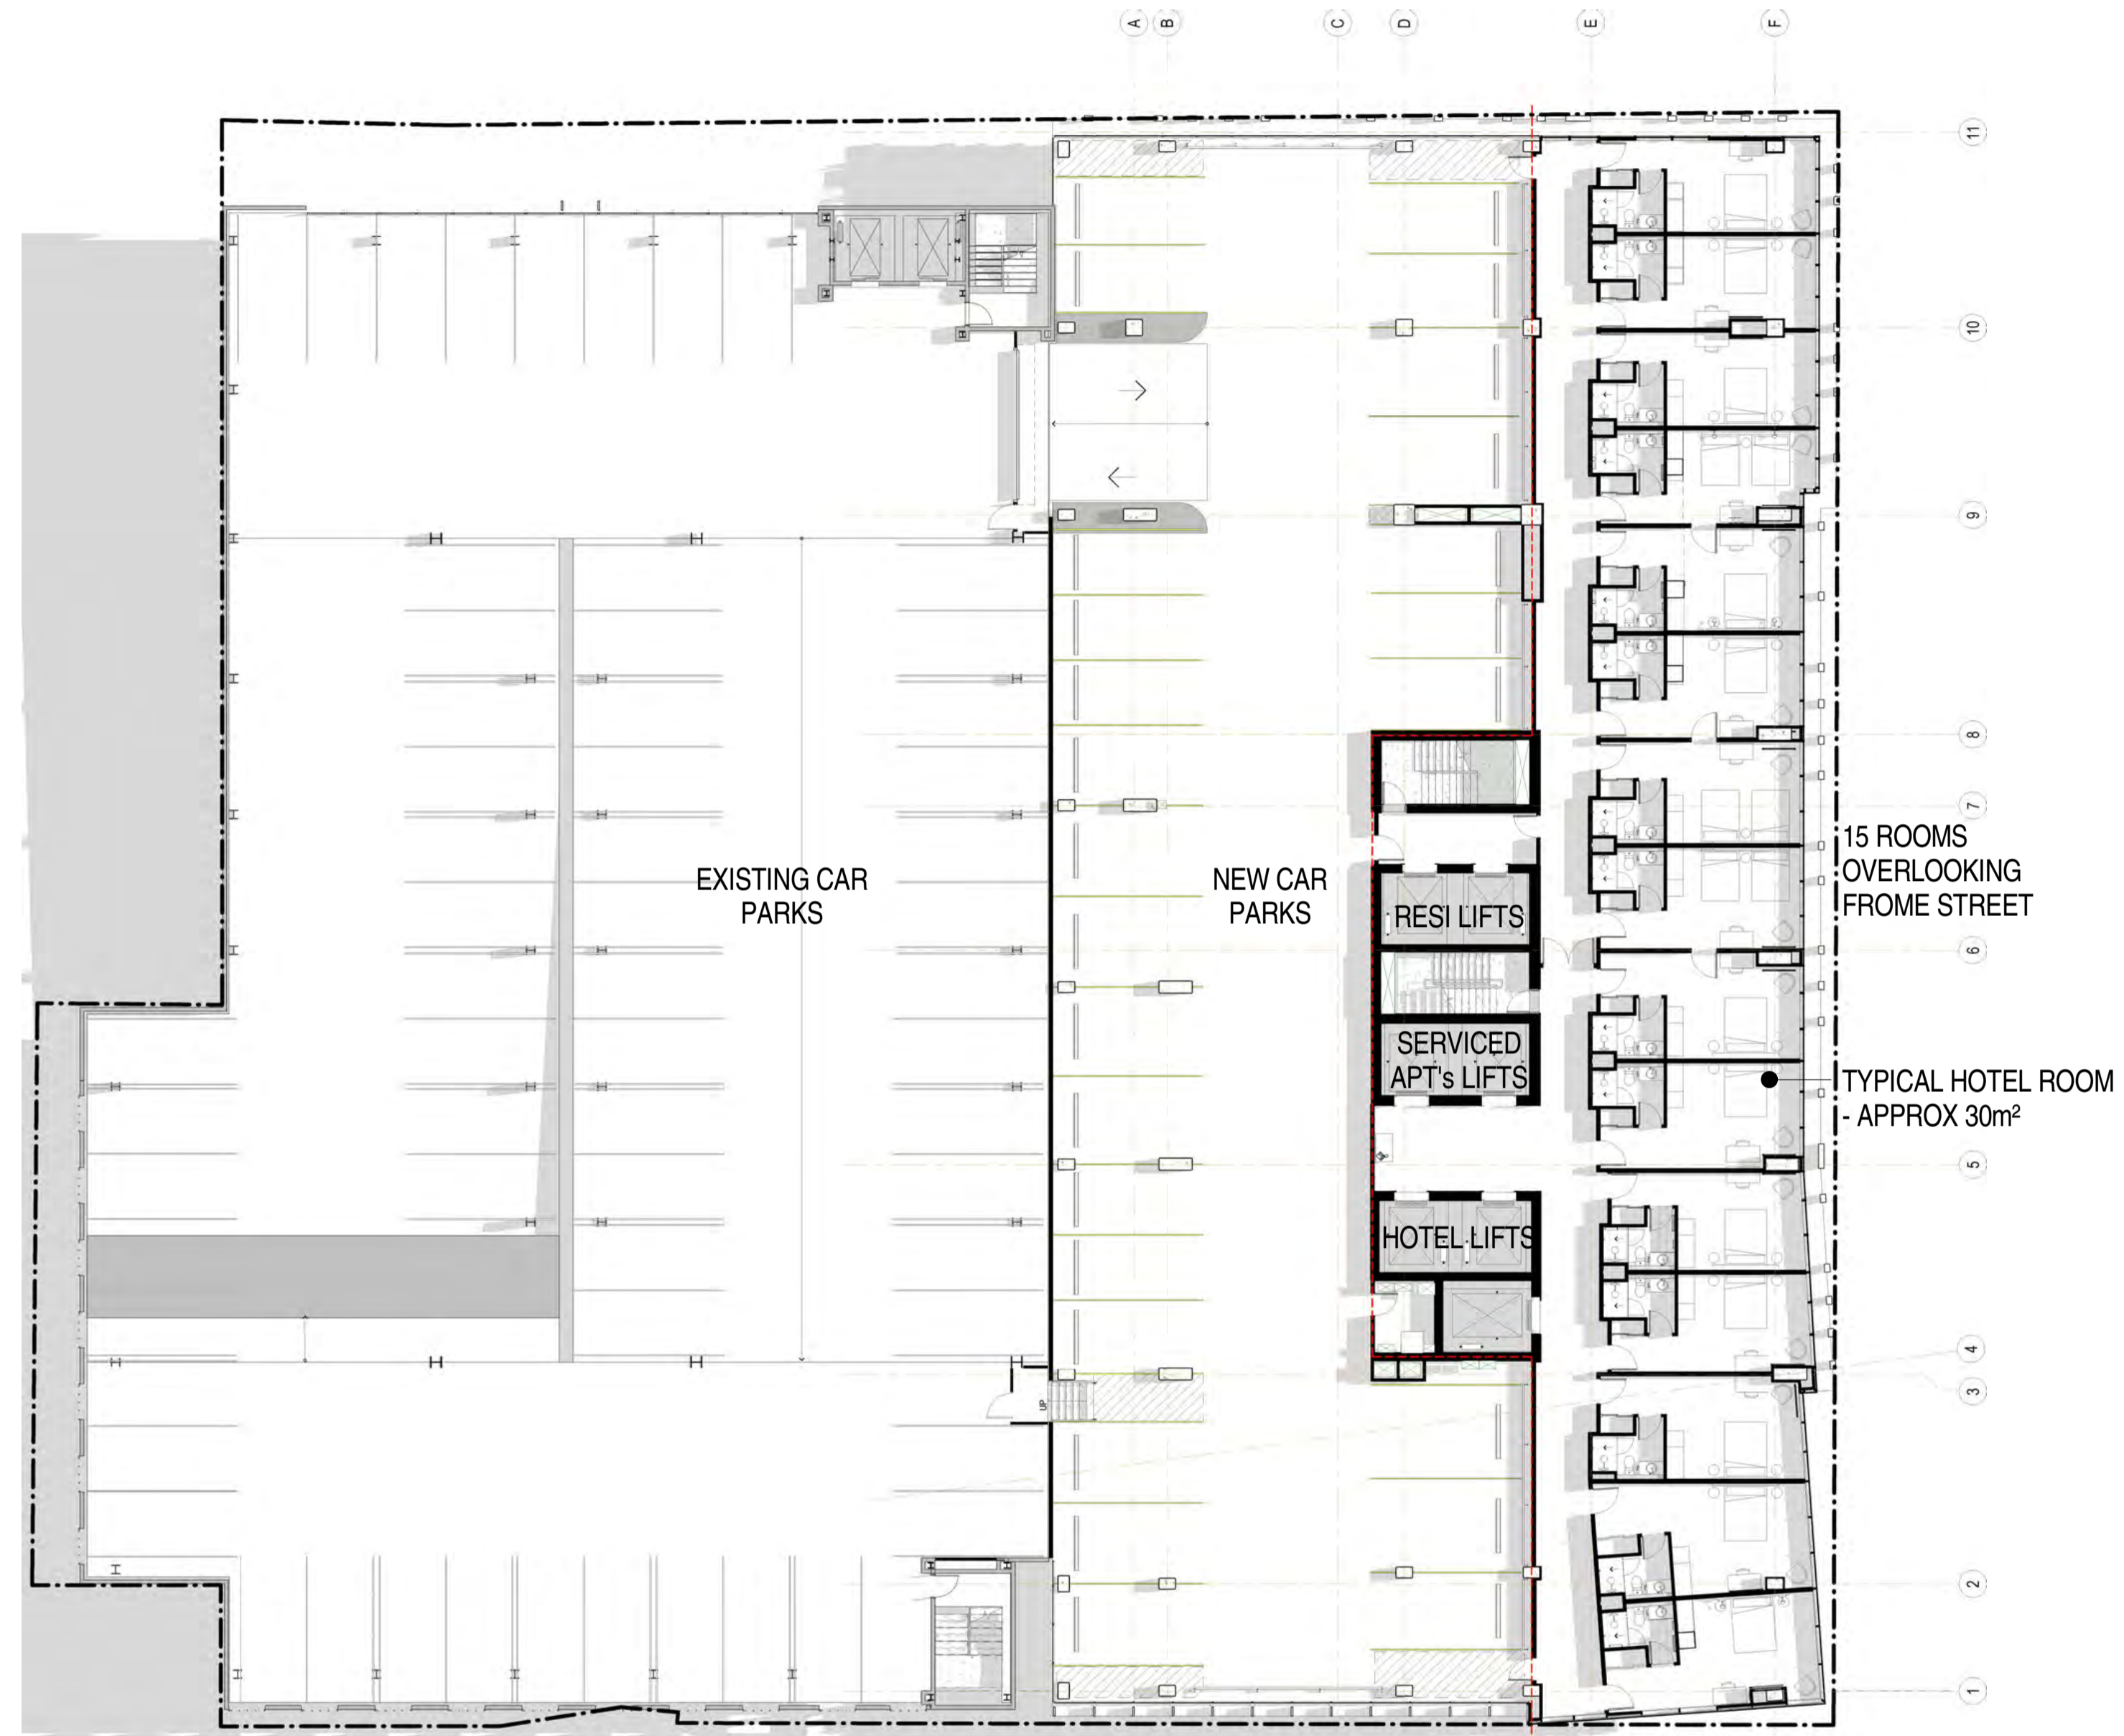 A
B
C
D
E
F
11
10
9
8
7
6
5
4
3
2
1
EXISTING CAR
PARKS
NEW CAR
PARKS
RESI LIFTS
SERVICED
APT's LIFTS
HOTEL LIFTS
UP
15 ROOMS
OVERLOOKING
FROME STREET
TYPICAL HOTEL ROOM
- APPROX 30m²